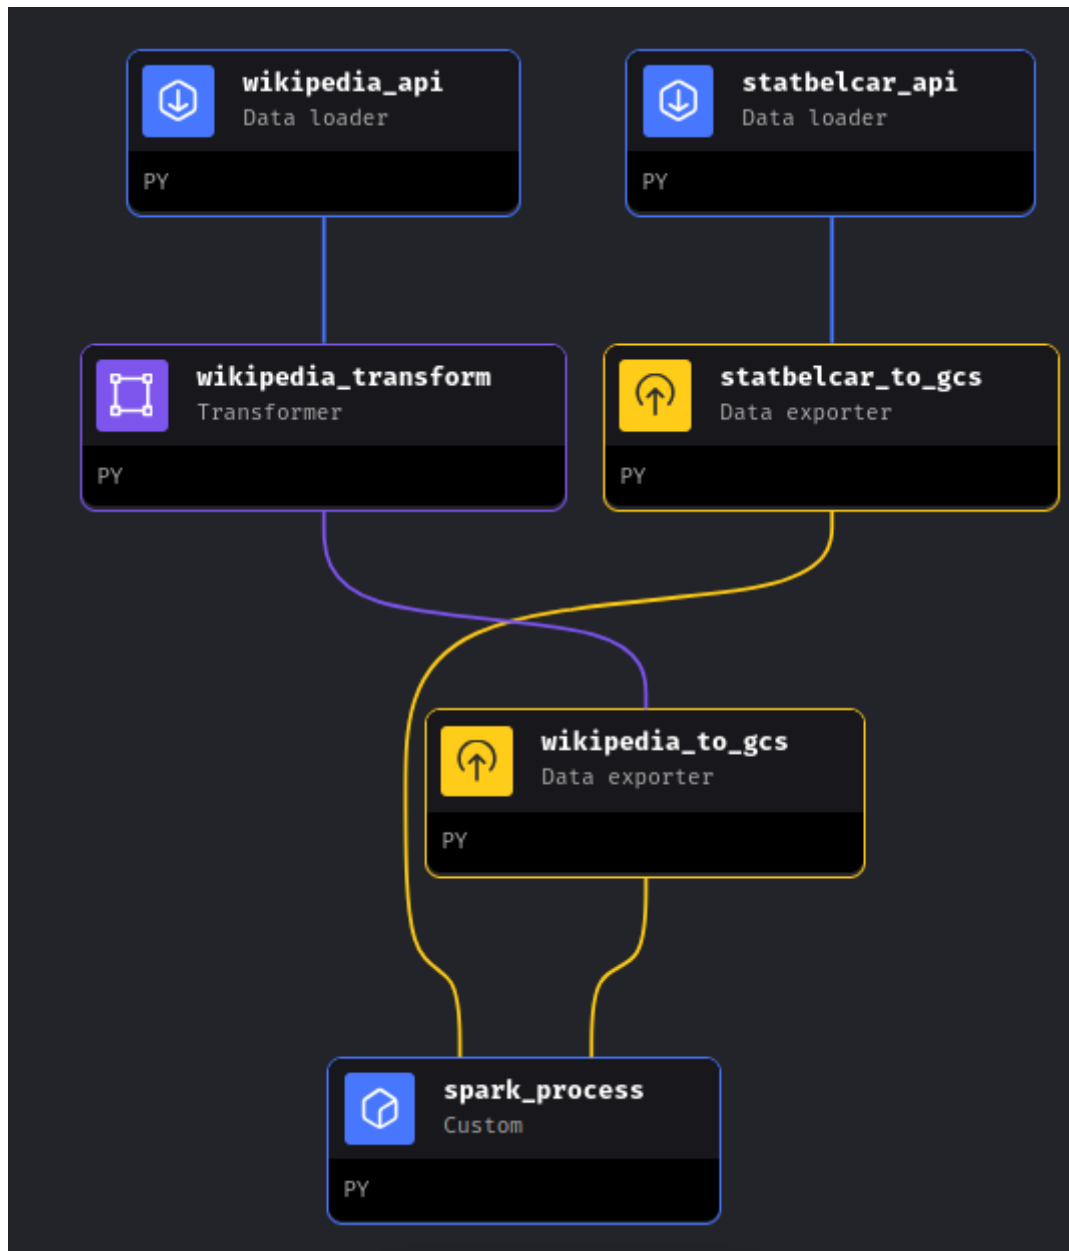 wikipedia_api
Data loader
PY
statbelcar_api
Data loader
PY
wikipedia_transform
Transformer
PY
statbelcar_to_gcs
Data exporter
PY
wikipedia_to_gcs
Data exporter
PY
spark_process
Custom
PY